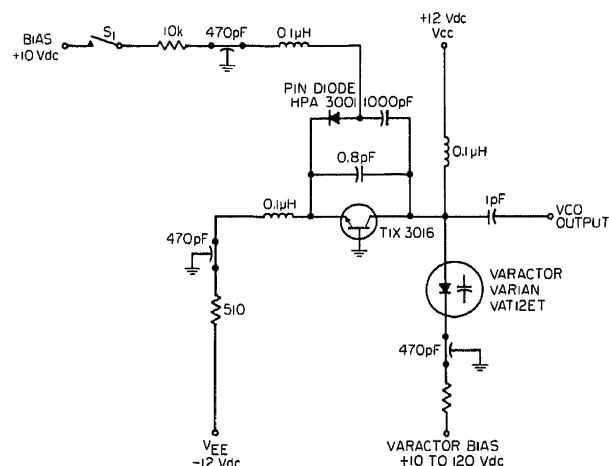 BIAS
+10 Vdc
S1
10k
470pF
0.1µH
PIN DIODE
HPA 3001
1000pF
0.8pF
+12 Vdc
Vcc
0.1µH
0.1µH
TIX 3016
1pF
VCO
OUTPUT
470pF
510
VARACTOR
VARIAN
VAT12ET
470pF
VEE
-12 Vdc
VARACTOR BIAS
+10 TO 120 Vdc